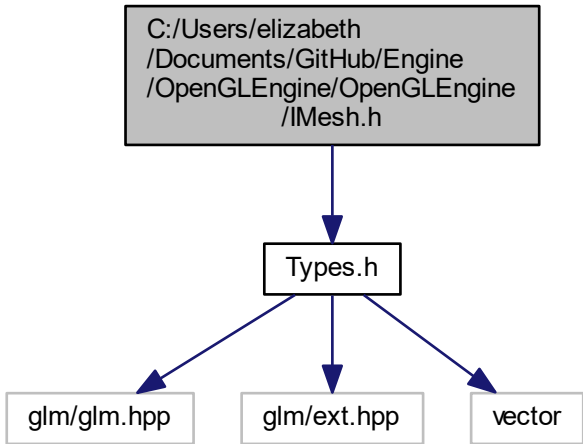 C:/Users/elizabeth
/Documents/GitHub/Engine
/OpenGLEngine/OpenGLEngine
/IMesh.h
Types.h
glm/glm.hpp
glm/ext.hpp
vector